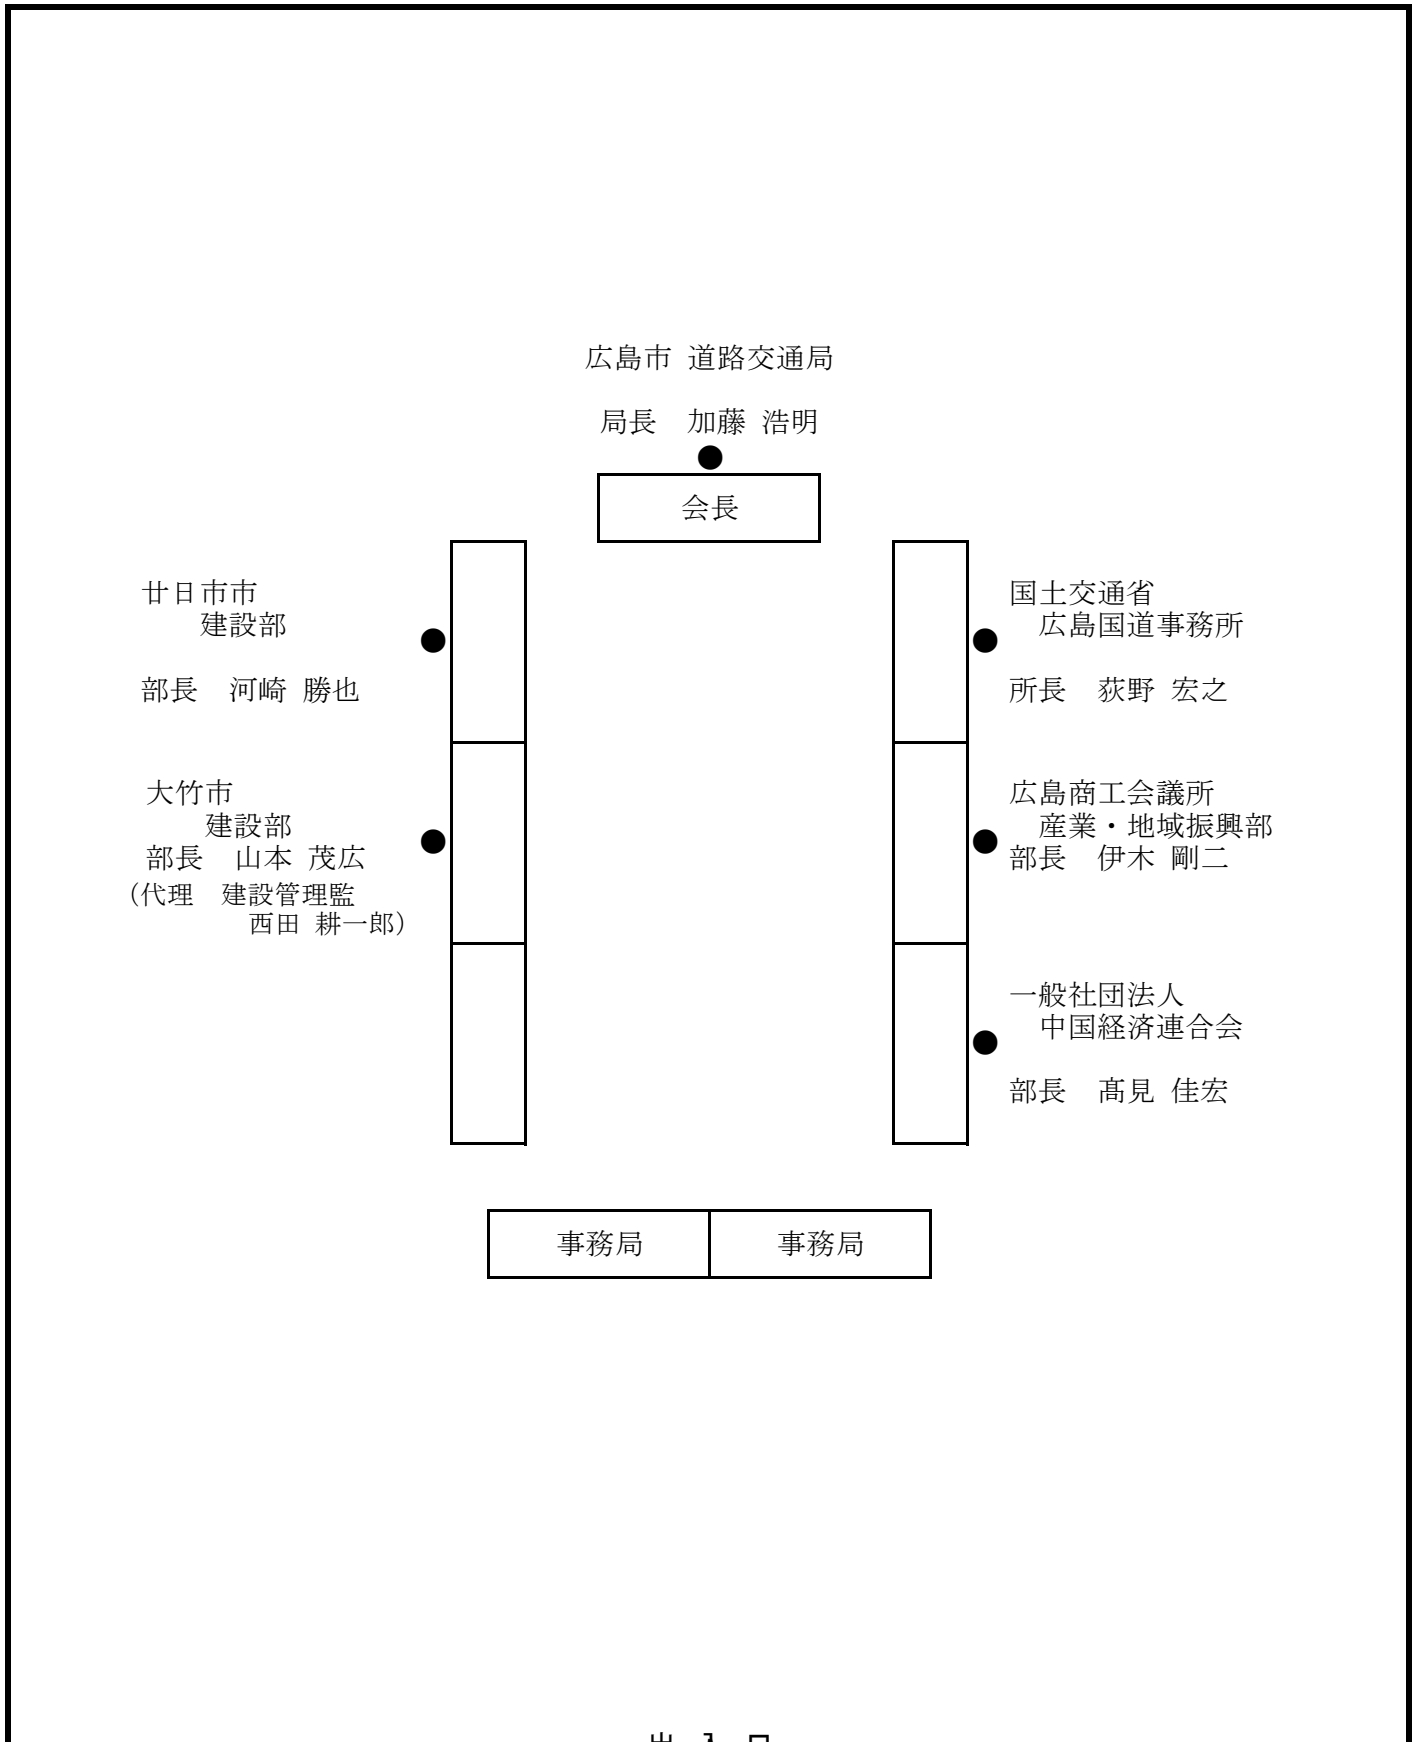 広島市 道路交通局
局長　加藤 浩明
会長
廿日市市
建設部
部長　河崎 勝也
大竹市
建設部
部長　山本 茂広
（代理　建設管理監
西田 耕一郎）
国土交通省
広島国道事務所
所長　荻野 宏之
広島商工会議所
産業・地域振興部
部長　伊木 剛二
一般社団法人
中国経済連合会
部長　髙見 佳宏
事務局
事務局
出 入 口